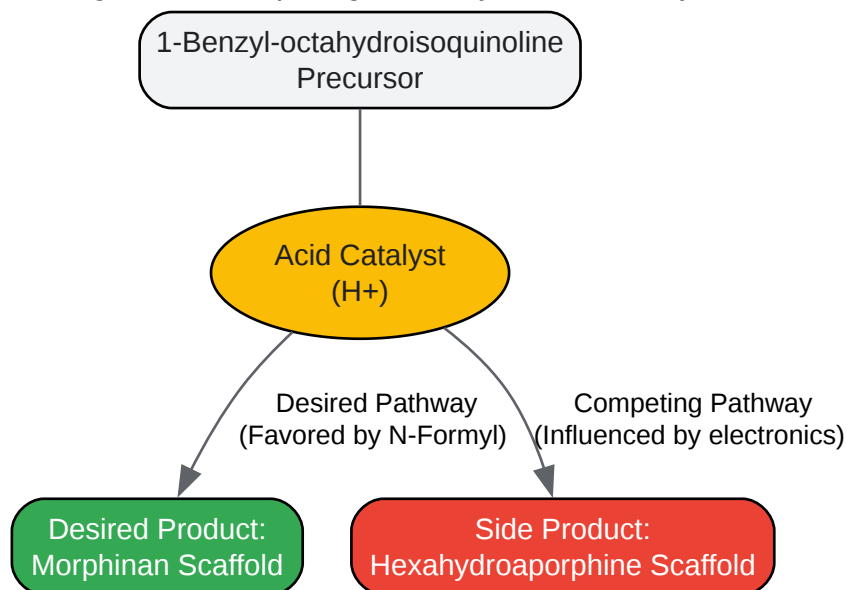 1-Benzyl-octahydroisoquinoline
Precursor
Acid Catalyst
(H+)
Desired Pathway
(Favored by N-Formyl)
Competing Pathway
(Influenced by electronics)
Desired Product:
Morphinan Scaffold
Side Product:
Hexahydroaporphine Scaffold